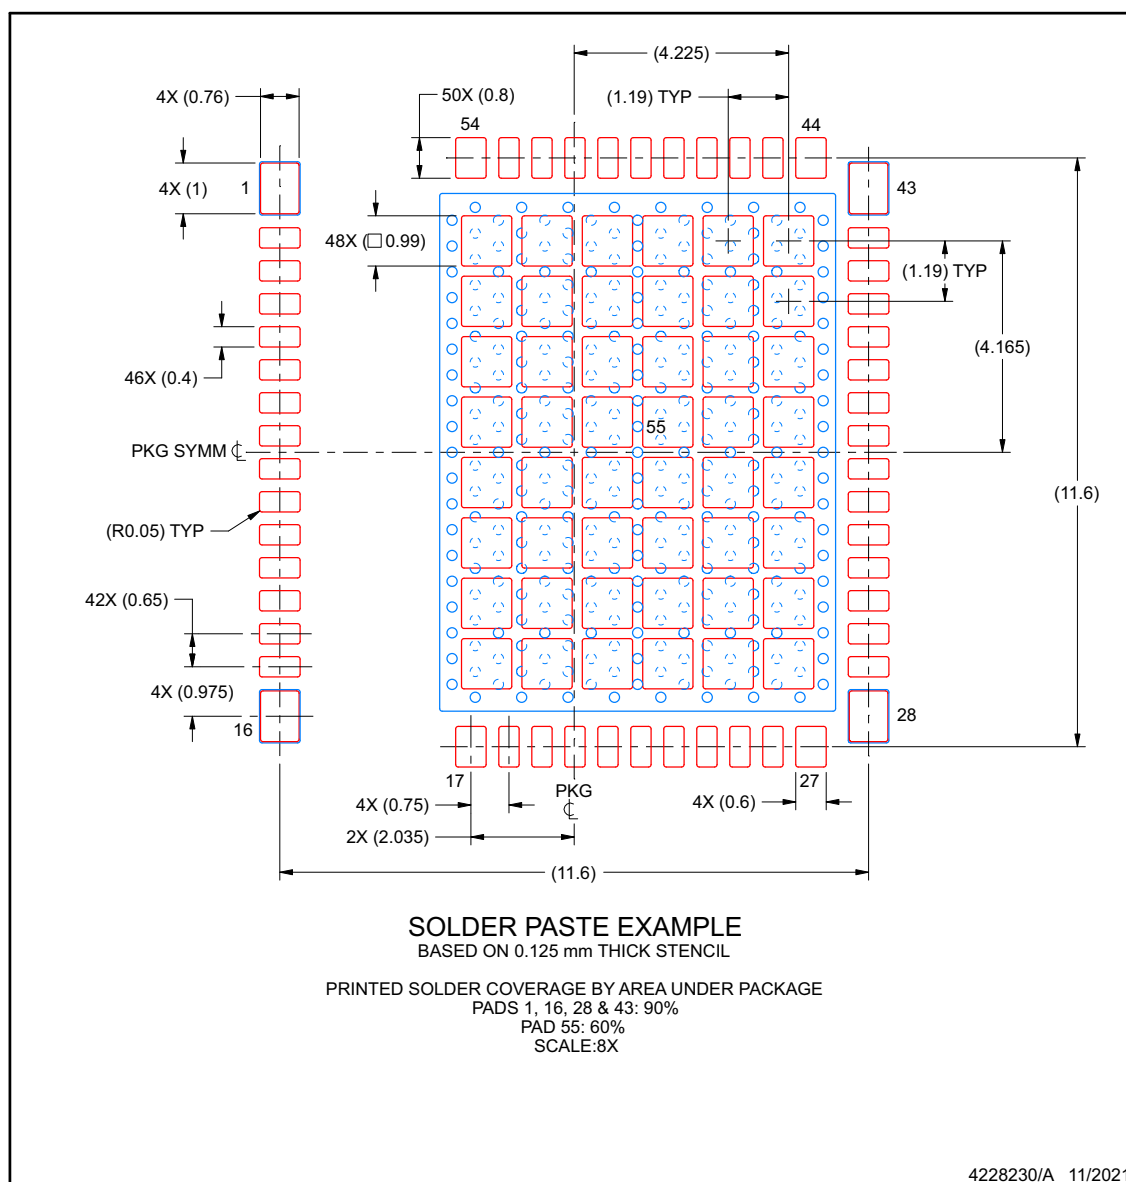 (4.225)
4X (0.76)
50X (0.8)
(1.19) TYP
54
44
4X (1)
1
43
48X (□ 0.99)
(1.19) TYP
(4.165)
46X (0.4)
55
PKG SYMM ℄
(11.6)
(R0.05) TYP
42X (0.65)
4X (0.975)
16
28
17
27
PKG
℄
4X (0.75)
4X (0.6)
2X (2.035)
(11.6)
SOLDER PASTE EXAMPLE
BASED ON 0.125 mm THICK STENCIL
PRINTED SOLDER COVERAGE BY AREA UNDER PACKAGE
PADS 1, 16, 28 & 43: 90%
PAD 55: 60%
SCALE:8X
4228230/A 11/2021